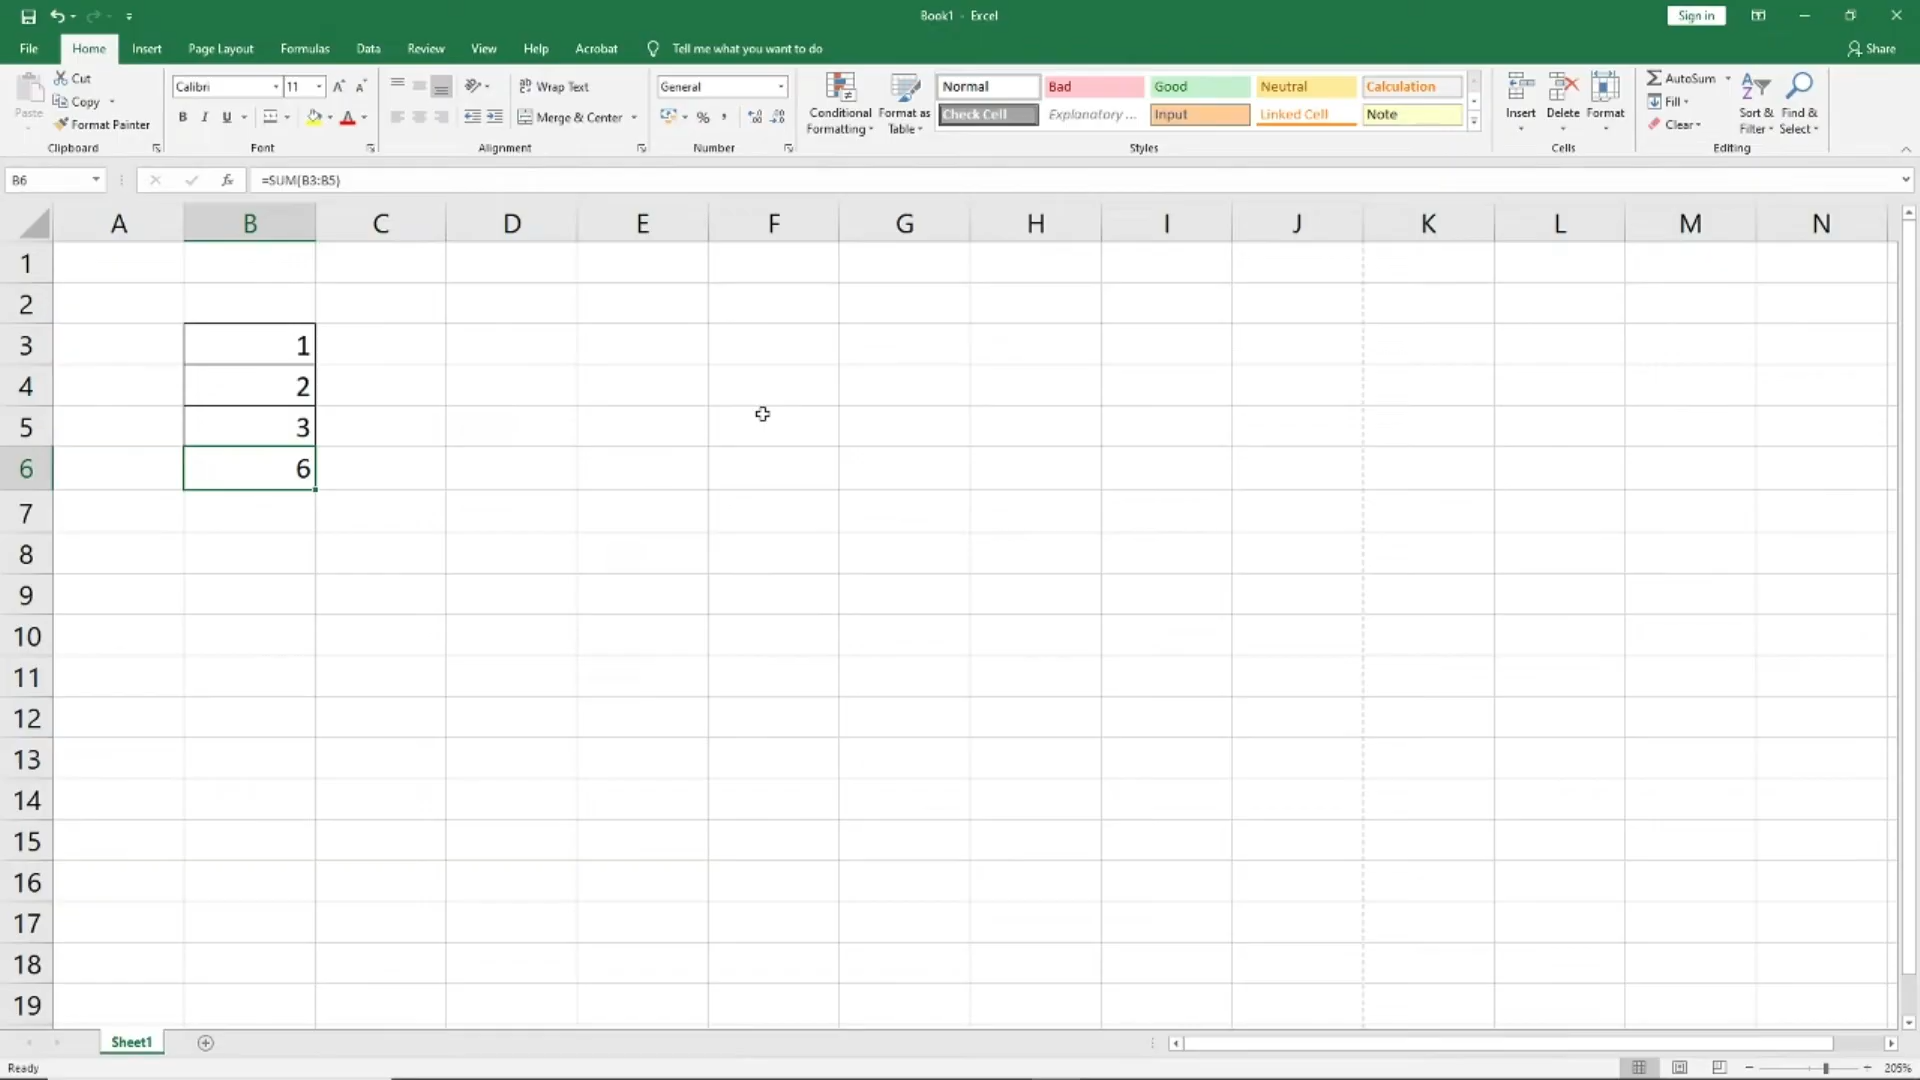 Book1 - Excel
Sign in
File Home Insert Page Layout Formulas Data Review View Help Acrobat Tell me what you want to do
Share
Paste
Cut
Copy
Format Painter
Clipboard
Calibri 11
B I U
Font
Wrap Text
Merge & Center
Alignment
General
%
Number
Conditional Formatting
Format as Table
Normal Bad Good Neutral Calculation
Check Cell Explanatory ... Input Linked Cell Note
Styles
Insert Delete Format
Cells
AutoSum
Fill
Clear
Sort & Filter
Find & Select
Editing
B6 fx =SUM(B3:B5)
A B C D E F G H I J K L M N
1
2
3 1
4 2
5 3
6 6
7
8
9
10
11
12
13
14
15
16
17
18
19
Sheet1
Ready
205%